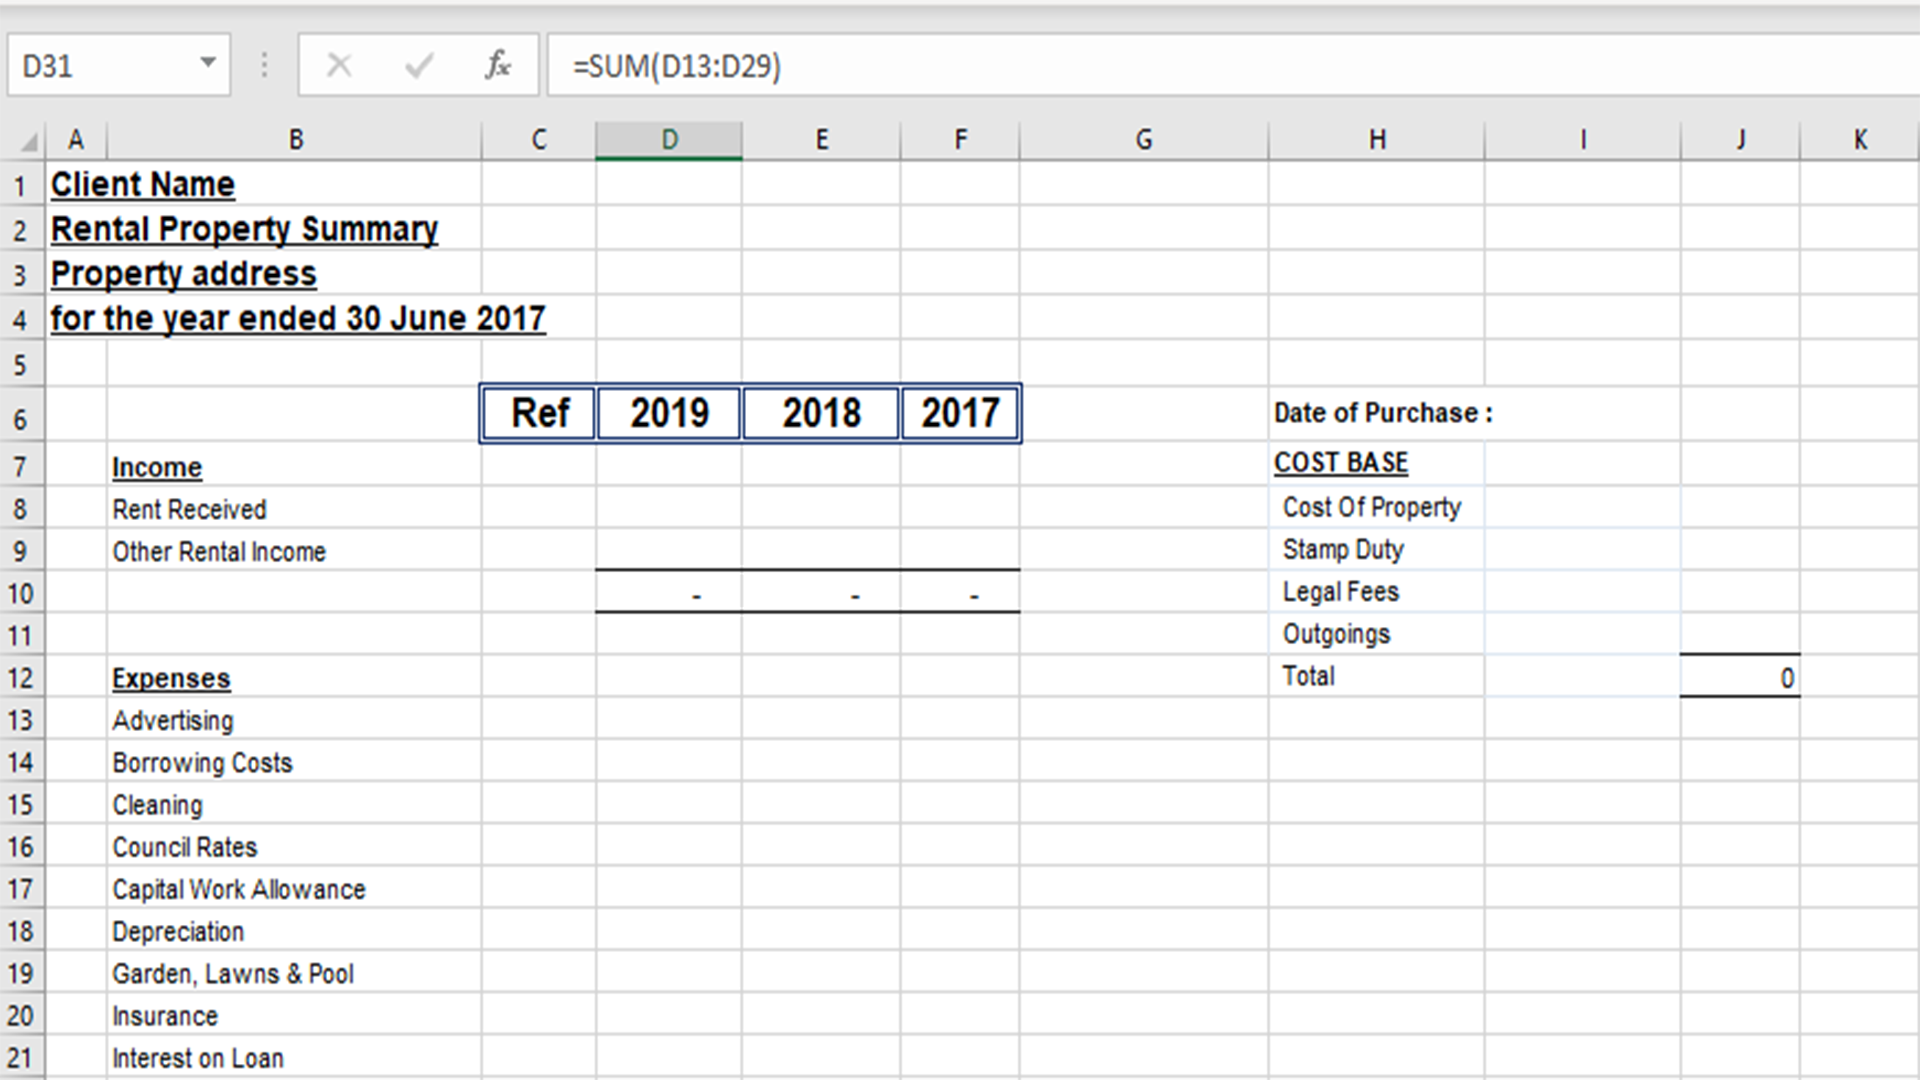 D31 fx =SUM(D13:D29)
A B C D E F G H I J K
1 Client Name
2 Rental Property Summary
3 Property address
4 for the year ended 30 June 2017
5
6 Ref 2019 2018 2017 Date of Purchase :
7 Income COST BASE
8 Rent Received Cost Of Property
9 Other Rental Income Stamp Duty
10 - - - Legal Fees
11 Outgoings
12 Expenses Total 0
13 Advertising
14 Borrowing Costs
15 Cleaning
16 Council Rates
17 Capital Work Allowance
18 Depreciation
19 Garden, Lawns & Pool
20 Insurance
21 Interest on Loan